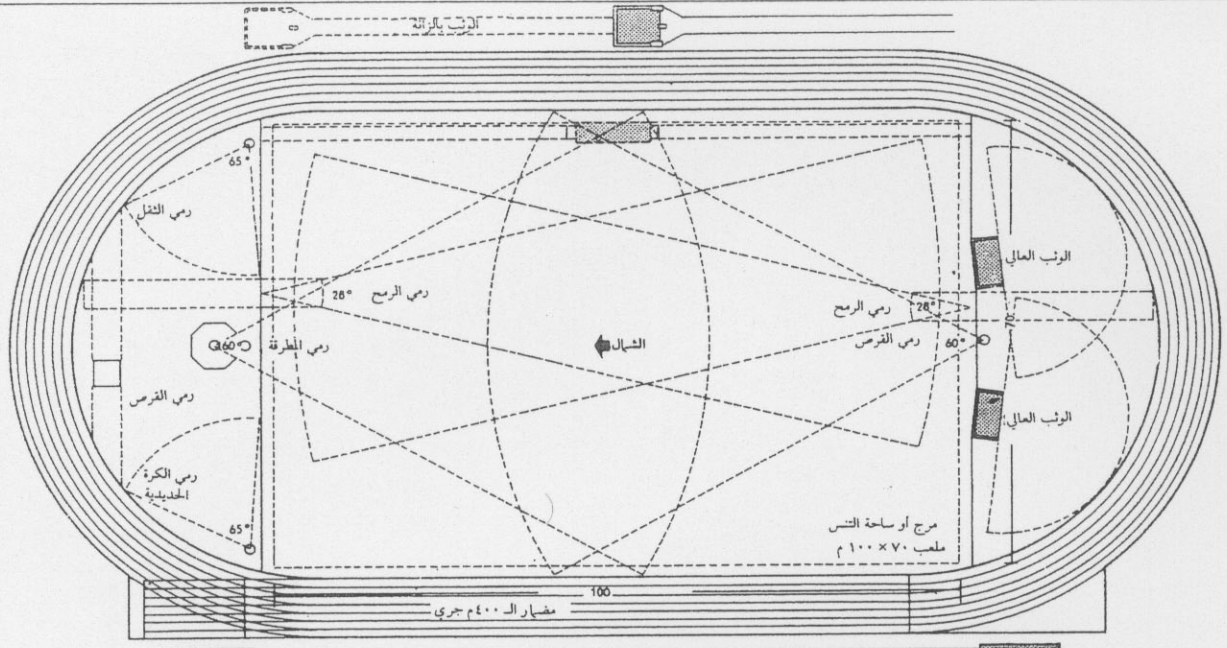 الوثب بالزانة
65°
رمي الثقل
الوثب العالي
28°
رمي الرمح
رمي الرمح
28°
70
60°
رمي المطرقة
الشمال
رمي القرص
60°
رمي القرص
الوثب العالي
رمي الكرة
الحديدية
65°
مرج أو ساحة التنس
ملعب ٧٠ × ١٠٠ م
100
مضمار الـ ٤٠٠م جري